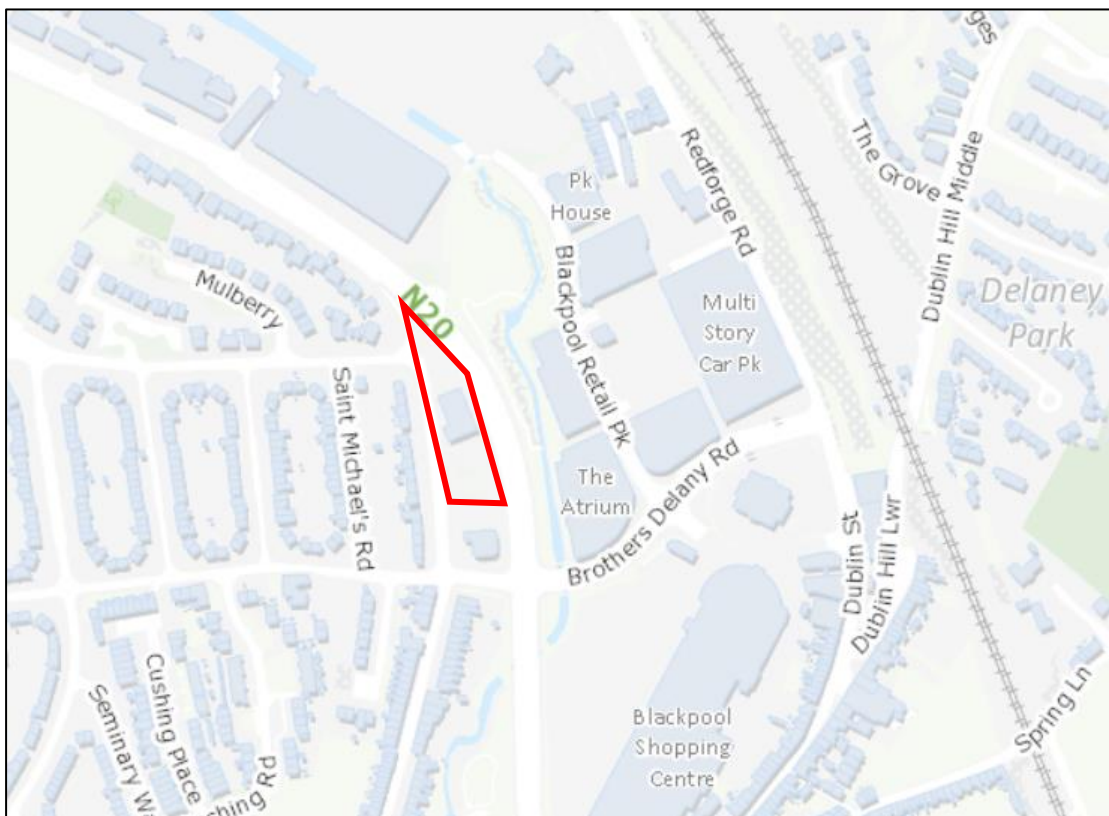 The Grove
Redforge Rd
Dublin Hill Middle
Pk
House
Mulberry
N20
Blackpool Retail Pk
Multi
Story
Car Pk
Delaney
Park
Saint Michael's Rd
The
Atrium
Brothers Delany Rd
Dublin St
Dublin Hill Lwr
Cushing Place
Seminary
Blackpool
Shopping
Centre
Spring Ln